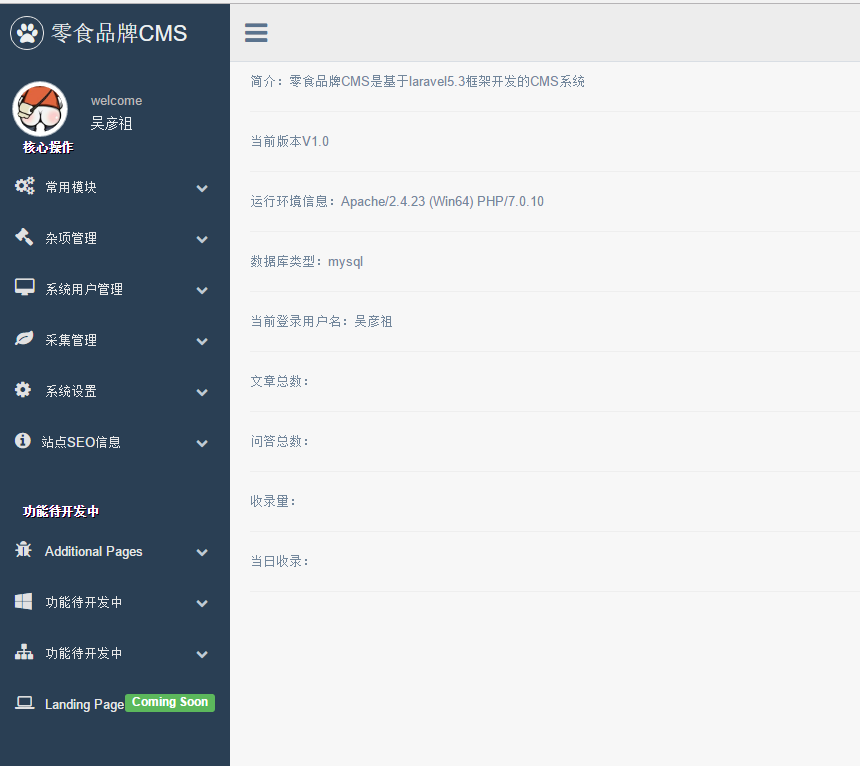 零食品牌CMS
welcome
吴彦祖
核心操作
常用模块
杂项管理
系统用户管理
采集管理
系统设置
站点SEO信息
功能待开发中
Additional Pages
功能待开发中
功能待开发中
Landing Page Coming Soon
简介：零食品牌CMS是基于laravel5.3框架开发的CMS系统
当前版本V1.0
运行环境信息：Apache/2.4.23 (Win64) PHP/7.0.10
数据库类型：mysql
当前登录用户名：吴彦祖
文章总数：
问答总数：
收录量：
当日收录：